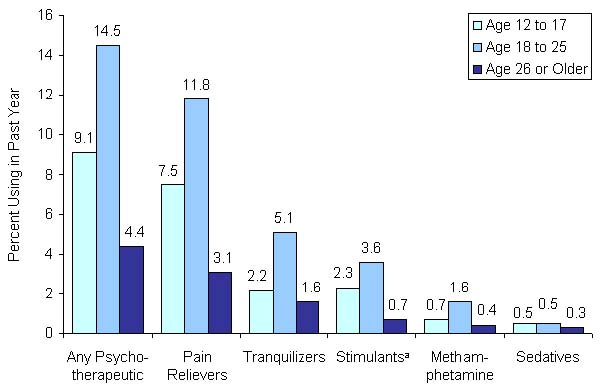 16
14
12
10
8
6
4
2
0
Percent Using in Past Year
Age 12 to 17
Age 18 to 25
Age 26 or Older
9.1
14.5
4.4
7.5
11.8
3.1
2.2
5.1
1.6
2.3
3.6
0.7
0.7
1.6
0.4
0.5
0.5
0.3
Any Psycho-
therapeutic
Pain
Relievers
Tranquilizers
Stimulantsª
Metham-
phetamine
Sedatives